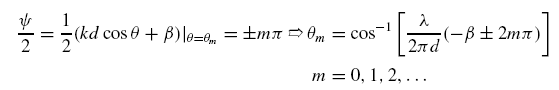 ψ/2 = 1/2 (kd cos θ + β)|θ=θₘ = ±mπ ⇒ θₘ = cos⁻¹[λ/2πd (−β ± 2mπ)]
m = 0, 1, 2, …